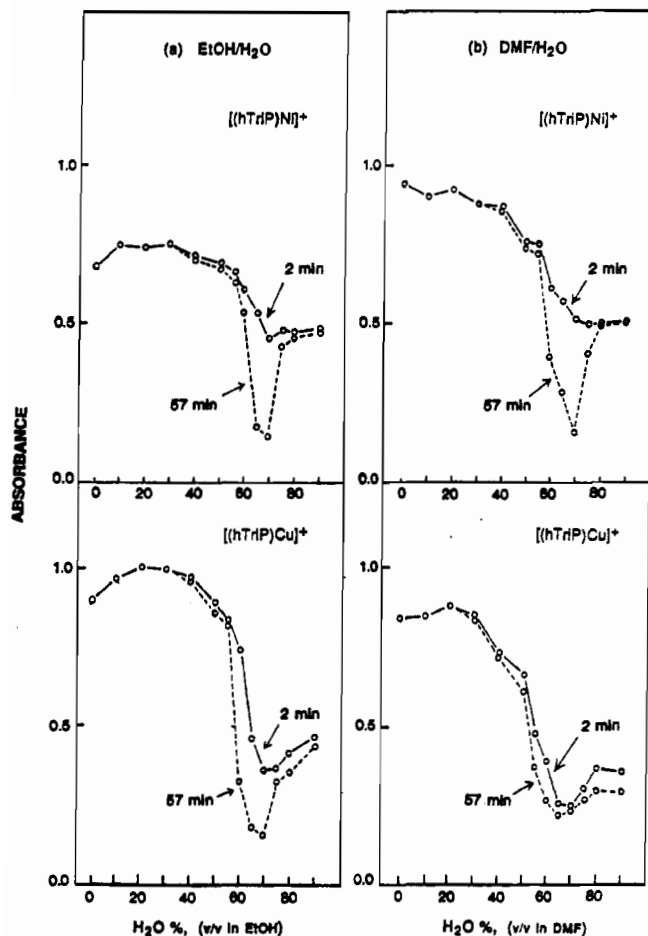 (a) EtOH/H₂O
(b) DMF/H₂O
[(hTriP)Ni]⁺
[(hTriP)Ni]⁺
1.0
1.0
2 min
2 min
0.5
0.5
57 min
57 min
ABSORBANCE
0.0
0.0
0 20 40 60 80
0 20 40 60 80
[(hTriP)Cu]⁺
[(hTriP)Cu]⁺
1.0
1.0
2 min
2 min
0.5
0.5
57 min
57 min
0.0
0.0
0 20 40 60 80
0 20 40 60 80
H₂O %, (v/v in EtOH)
H₂O %, (v/v in DMF)